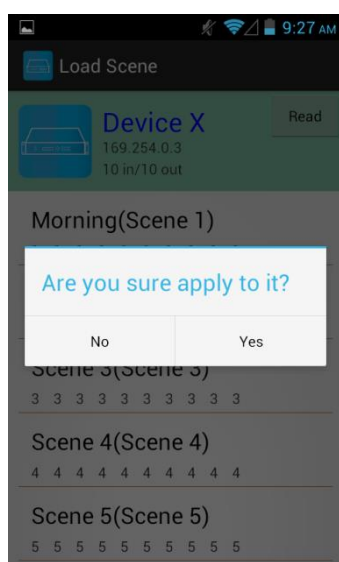 9:27 AM
Load Scene
Device X
Read
169.254.0.3
10 in/10 out
Morning(Scene 1)
Are you sure apply to it?
No Yes
Scene 3(Scene 3)
3 3 3 3 3 3 3 3 3 3
Scene 4(Scene 4)
4 4 4 4 4 4 4 4 4 4
Scene 5(Scene 5)
5 5 5 5 5 5 5 5 5 5